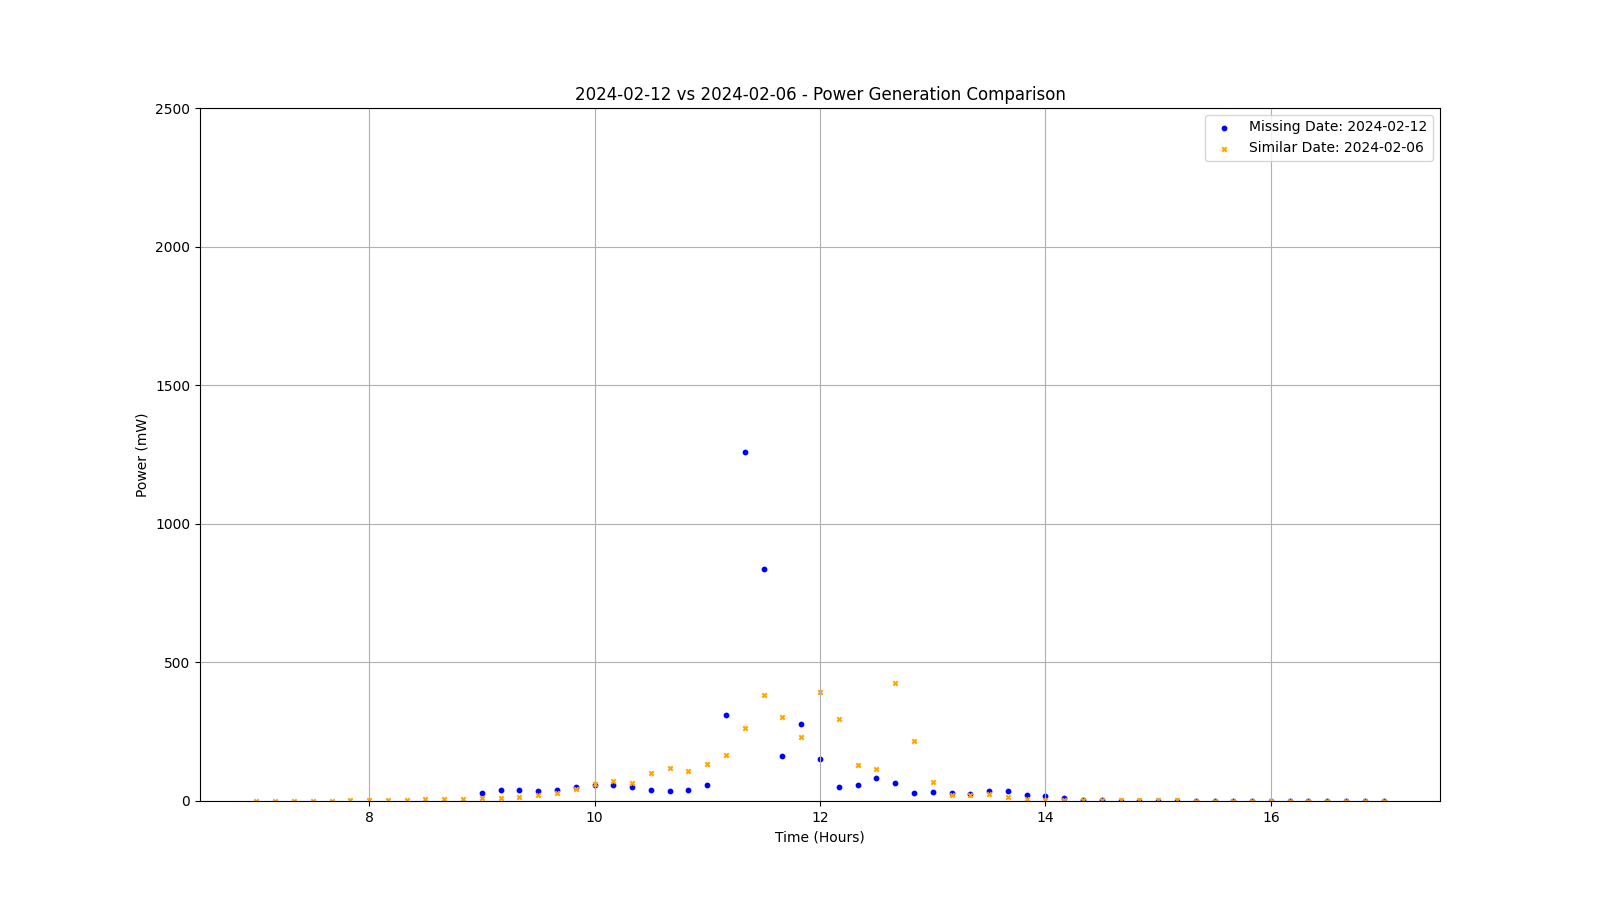 2024-02-12 vs 2024-02-06 - Power Generation Comparison
Missing Date: 2024-02-12
Similar Date: 2024-02-06
Power (mW)
2500
2000
1500
1000
500
0
8 10 12 14 16
Time (Hours)